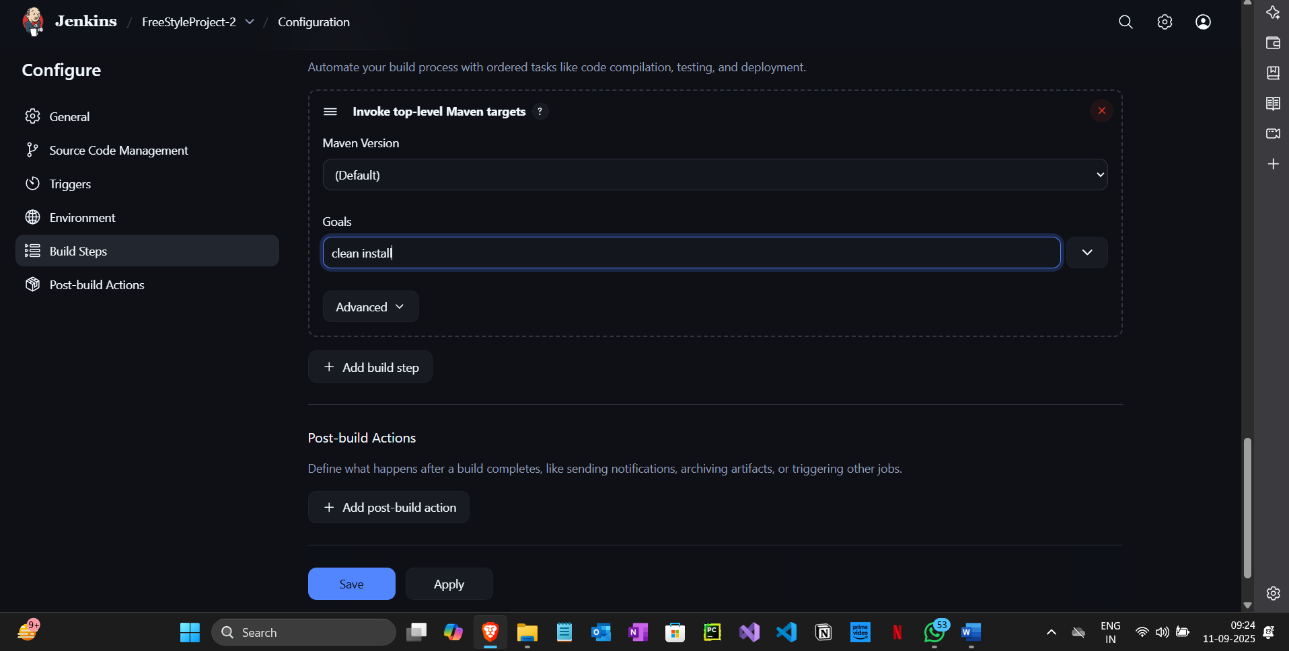 Jenkins / FreeStyleProject-2 / Configuration
Configure
General
Source Code Management
Triggers
Environment
Build Steps
Post-build Actions
Automate your build process with ordered tasks like code compilation, testing, and deployment.
Invoke top-level Maven targets ?
Maven Version
(Default)
Goals
clean install
Advanced
+ Add build step
Post-build Actions
Define what happens after a build completes, like sending notifications, archiving artifacts, or triggering other jobs.
+ Add post-build action
Save
Apply
9+
Search
PC
N
prime video
N
53
W
ENG
IN
09:24
11-09-2025